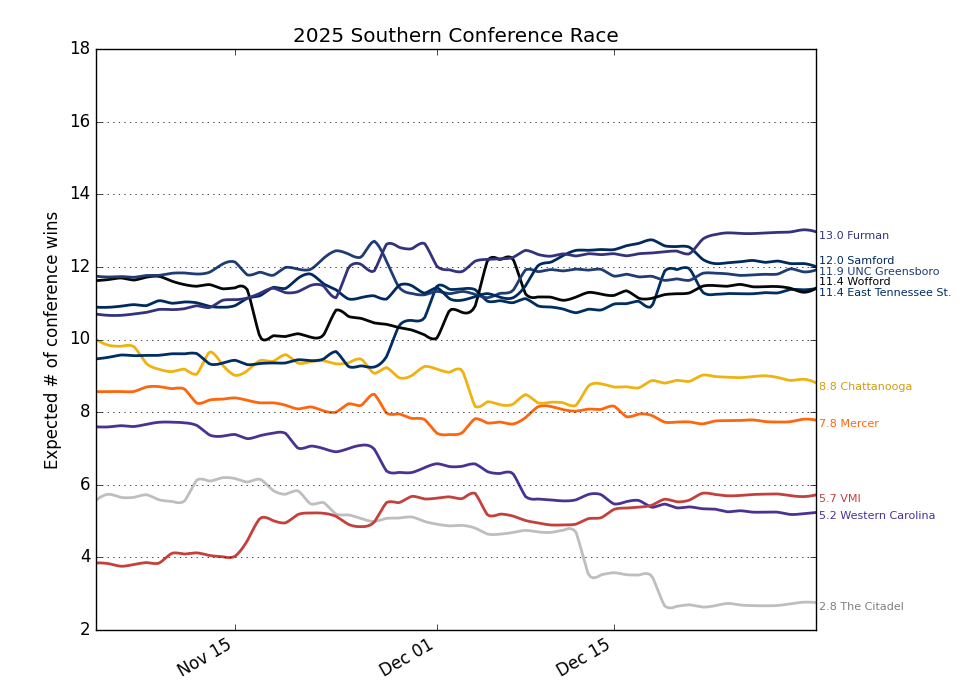 2025 Southern Conference Race
Expected # of conference wins
18
16
14
12
10
8
6
4
2
Nov 15
Dec 01
Dec 15
13.0 Furman
12.0 Samford
11.9 UNC Greensboro
11.4 Wofford
11.4 East Tennessee St.
8.8 Chattanooga
7.8 Mercer
5.7 VMI
5.2 Western Carolina
2.8 The Citadel